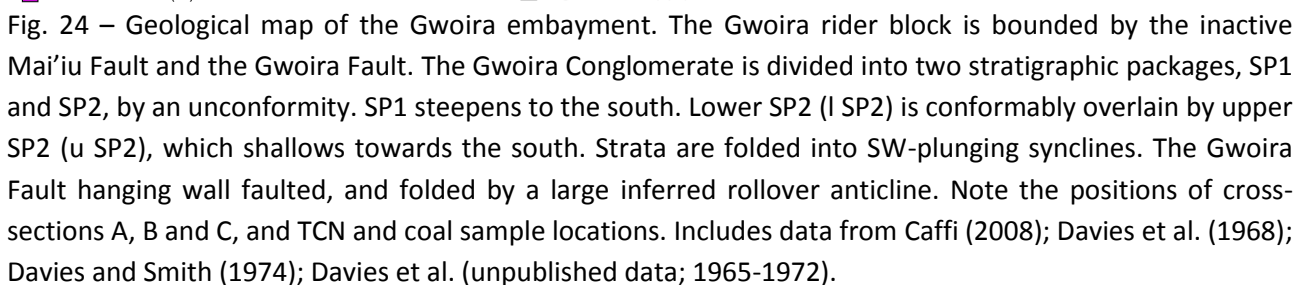 Fig. 24 – Geological map of the Gwoira embayment. The Gwoira rider block is bounded by the inactive
Mai’iu Fault and the Gwoira Fault. The Gwoira Conglomerate is divided into two stratigraphic packages, SP1
and SP2, by an unconformity. SP1 steepens to the south. Lower SP2 (l SP2) is conformably overlain by upper
SP2 (u SP2), which shallows towards the south. Strata are folded into SW-plunging synclines. The Gwoira
Fault hanging wall faulted, and folded by a large inferred rollover anticline. Note the positions of cross-
sections A, B and C, and TCN and coal sample locations. Includes data from Caffi (2008); Davies et al. (1968);
Davies and Smith (1974); Davies et al. (unpublished data; 1965-1972).